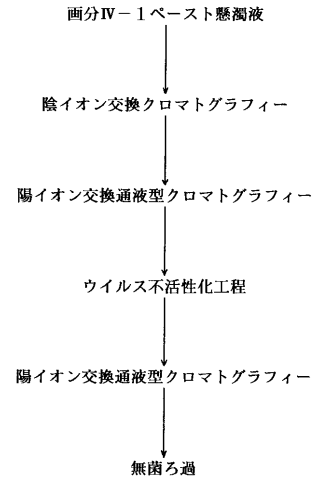 画分Ⅳ－１ペースト懸濁液
陰イオン交換クロマトグラフィー
陽イオン交換通液型クロマトグラフィー
ウイルス不活性化工程
陽イオン交換通液型クロマトグラフィー
無菌ろ過